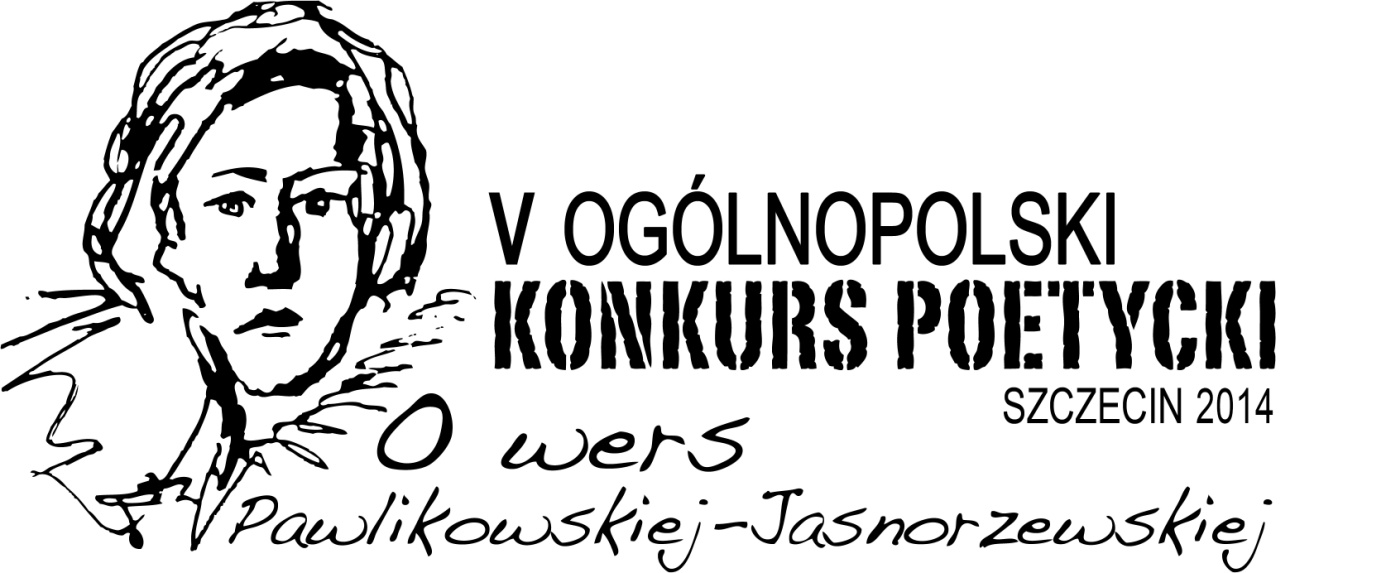 V OGÓLNOPOLSKI
KONKURS POETYCKI
SZCZECIN 2014
O wers
Pawlikowskiej-Jasnorzewskiej